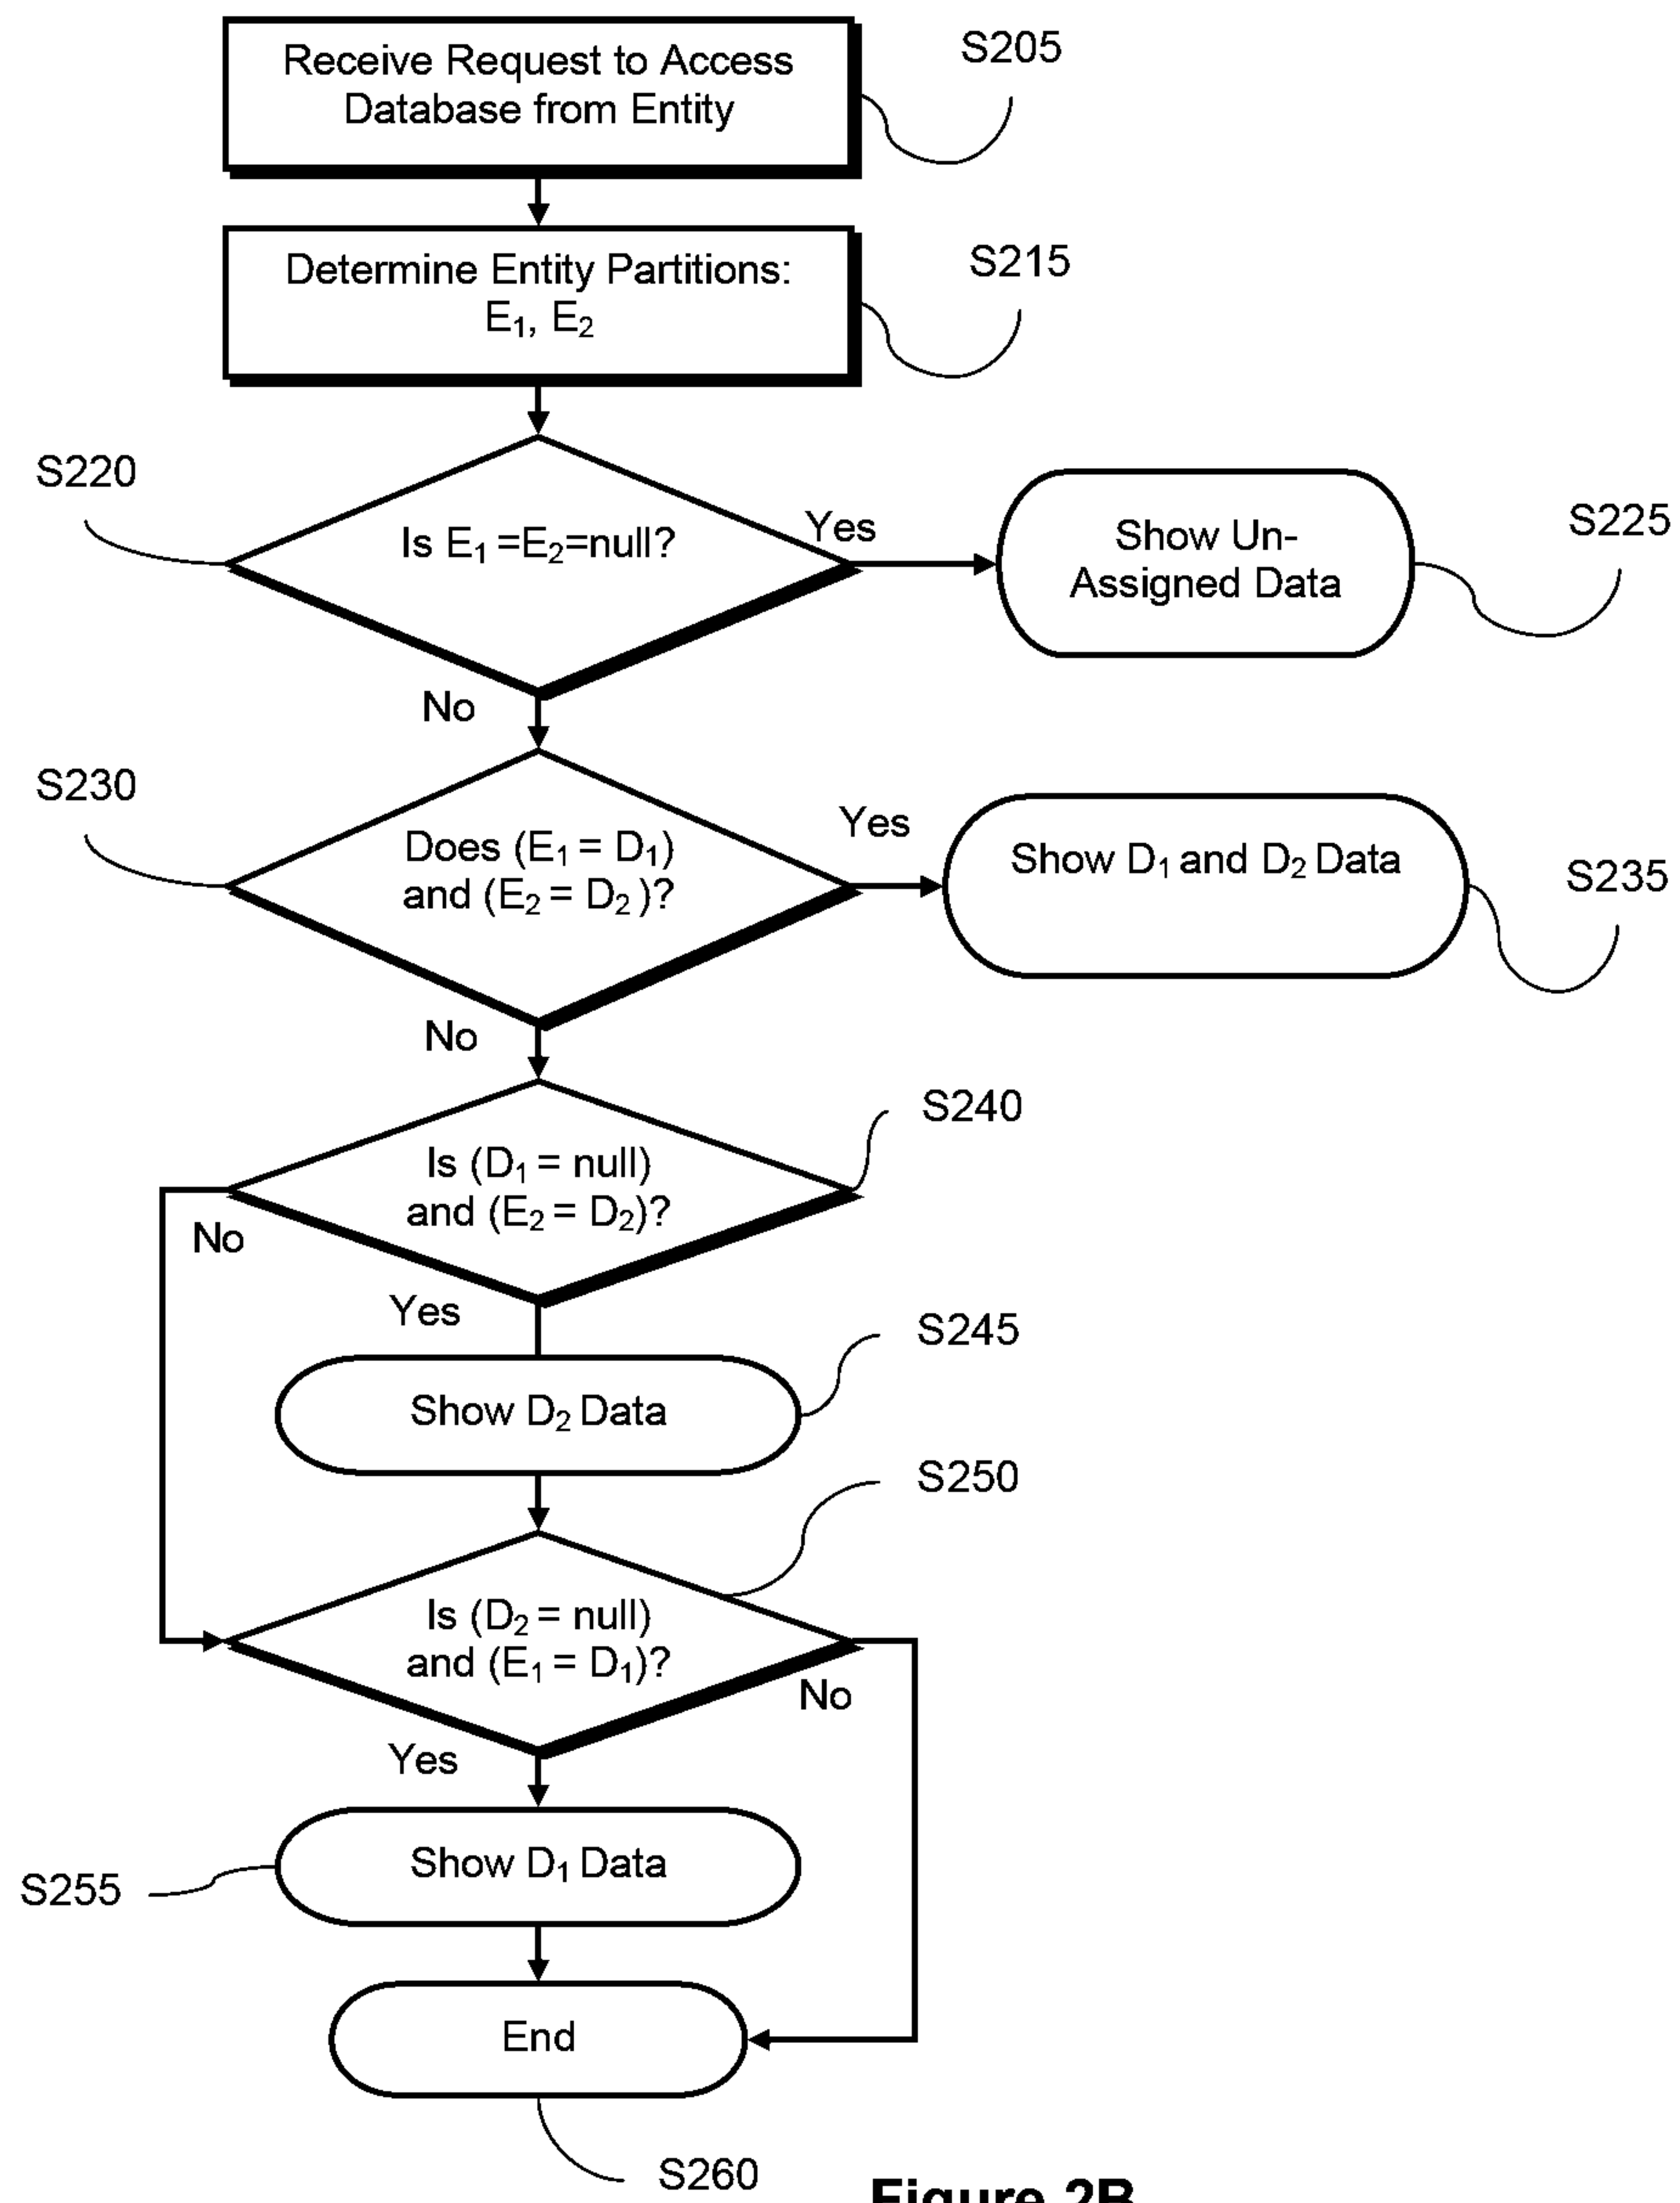 Receive Request to Access
Database from Entity
S205
Determine Entity Partitions:
E₁, E₂
S215
S220
Is E₁ =E₂=null?
Yes
Show Un-
Assigned Data
S225
No
S230
Does (E₁ = D₁)
and (E₂ = D₂ )?
Yes
Show D₁ and D₂ Data
S235
No
S240
Is (D₁ = null)
and (E₂ = D₂)?
No
Yes
S245
Show D₂ Data
S250
Is (D₂ = null)
and (E₁ = D₁)?
No
Yes
Show D₁ Data
S255
End
S260
Figure 2B